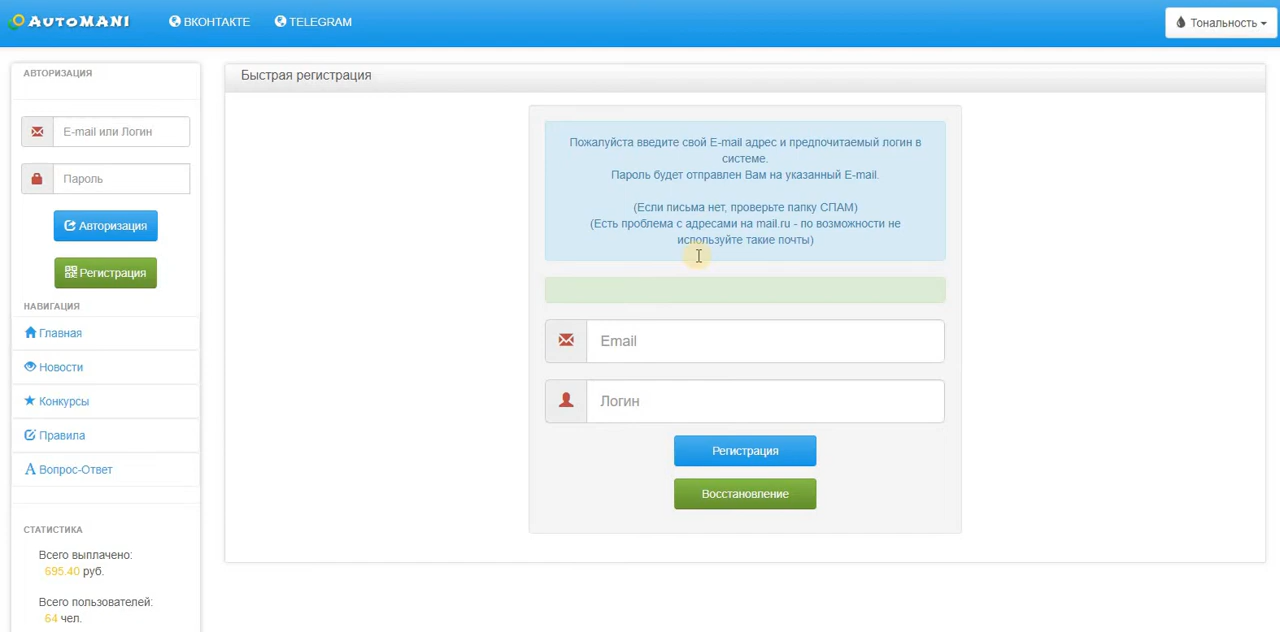 AUTOMANI
ВКОНТАКТЕ
TELEGRAM
Тональность
АВТОРИЗАЦИЯ
E-mail или Логин
Пароль
Авторизация
Регистрация
НАВИГАЦИЯ
Главная
Новости
Конкурсы
Правила
Вопрос-Ответ
СТАТИСТИКА
Всего выплачено:
695.40 руб.
Всего пользователей:
64 чел.
Быстрая регистрация
Пожалуйста введите свой E-mail адрес и предпочитаемый логин в
системе.
Пароль будет отправлен Вам на указанный E-mail.
(Если письма нет, проверьте папку СПАМ)
(Есть проблема с адресами на mail.ru - по возможности не
используйте такие почты)
Email
Логин
Регистрация
Восстановление